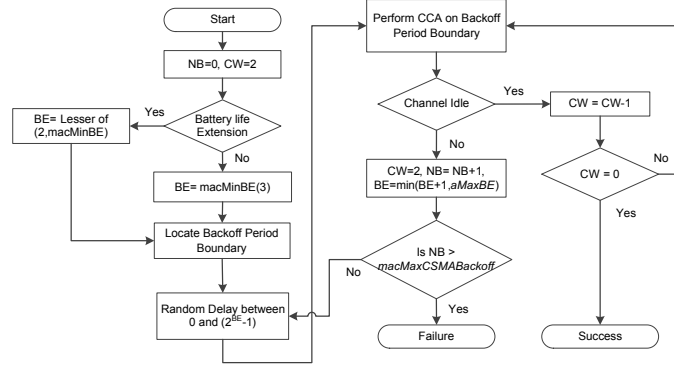 Start
NB=0, CW=2
Battery life
Extension
Yes
No
BE= Lesser of
(2,macMinBE)
BE= macMinBE(3)
Locate Backoff Period
Boundary
Random Delay between
0 and (2^BE-1)
Perform CCA on Backoff
Period Boundary
Channel Idle
Yes
No
CW = CW-1
CW = 0
No
Yes
CW=2, NB= NB+1,
BE=min(BE+1,aMaxBE)
Is NB >
macMaxCSMABackoff
No
Yes
Failure
Success